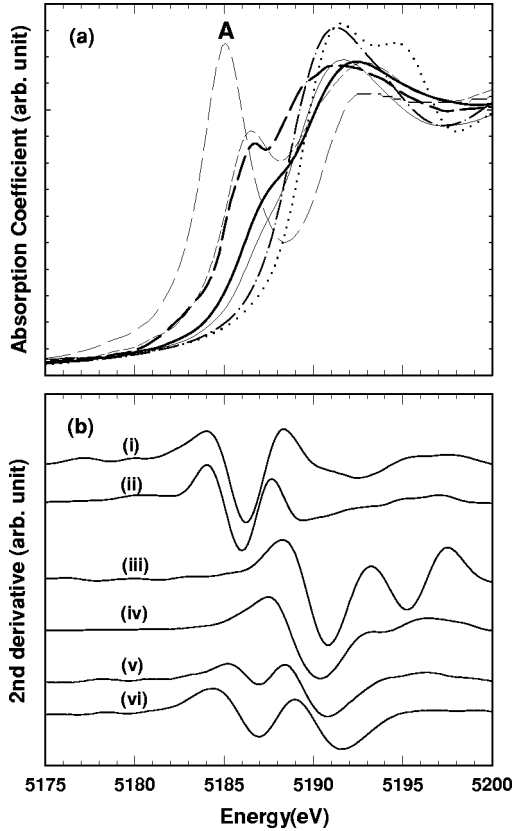 (a)
A
Absorption Coefficient (arb. unit)
(b)
(i)
(ii)
(iii)
(iv)
(v)
(vi)
2nd derivative (arb. unit)
5175 5180 5185 5190 5195 5200
Energy(eV)